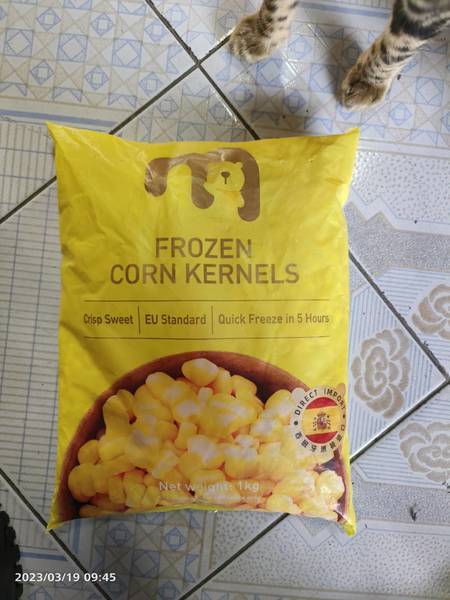 FROZEN
CORN KERNELS
Crisp Sweet | EU Standard | Quick Freeze in 5 Hours
DIRECT IMPORT
Net weight: 1kg
2023/03/19 09:45